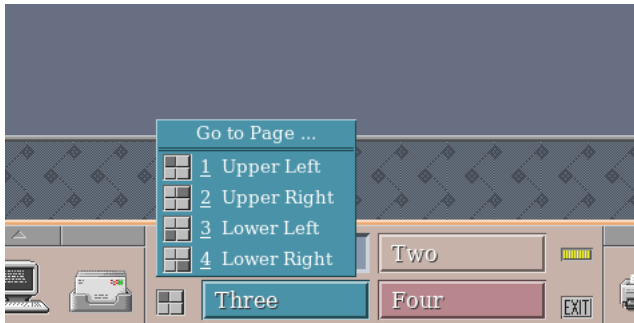 Go to Page ...
1 Upper Left
2 Upper Right
3 Lower Left
4 Lower Right
Two
Three
Four
EXIT